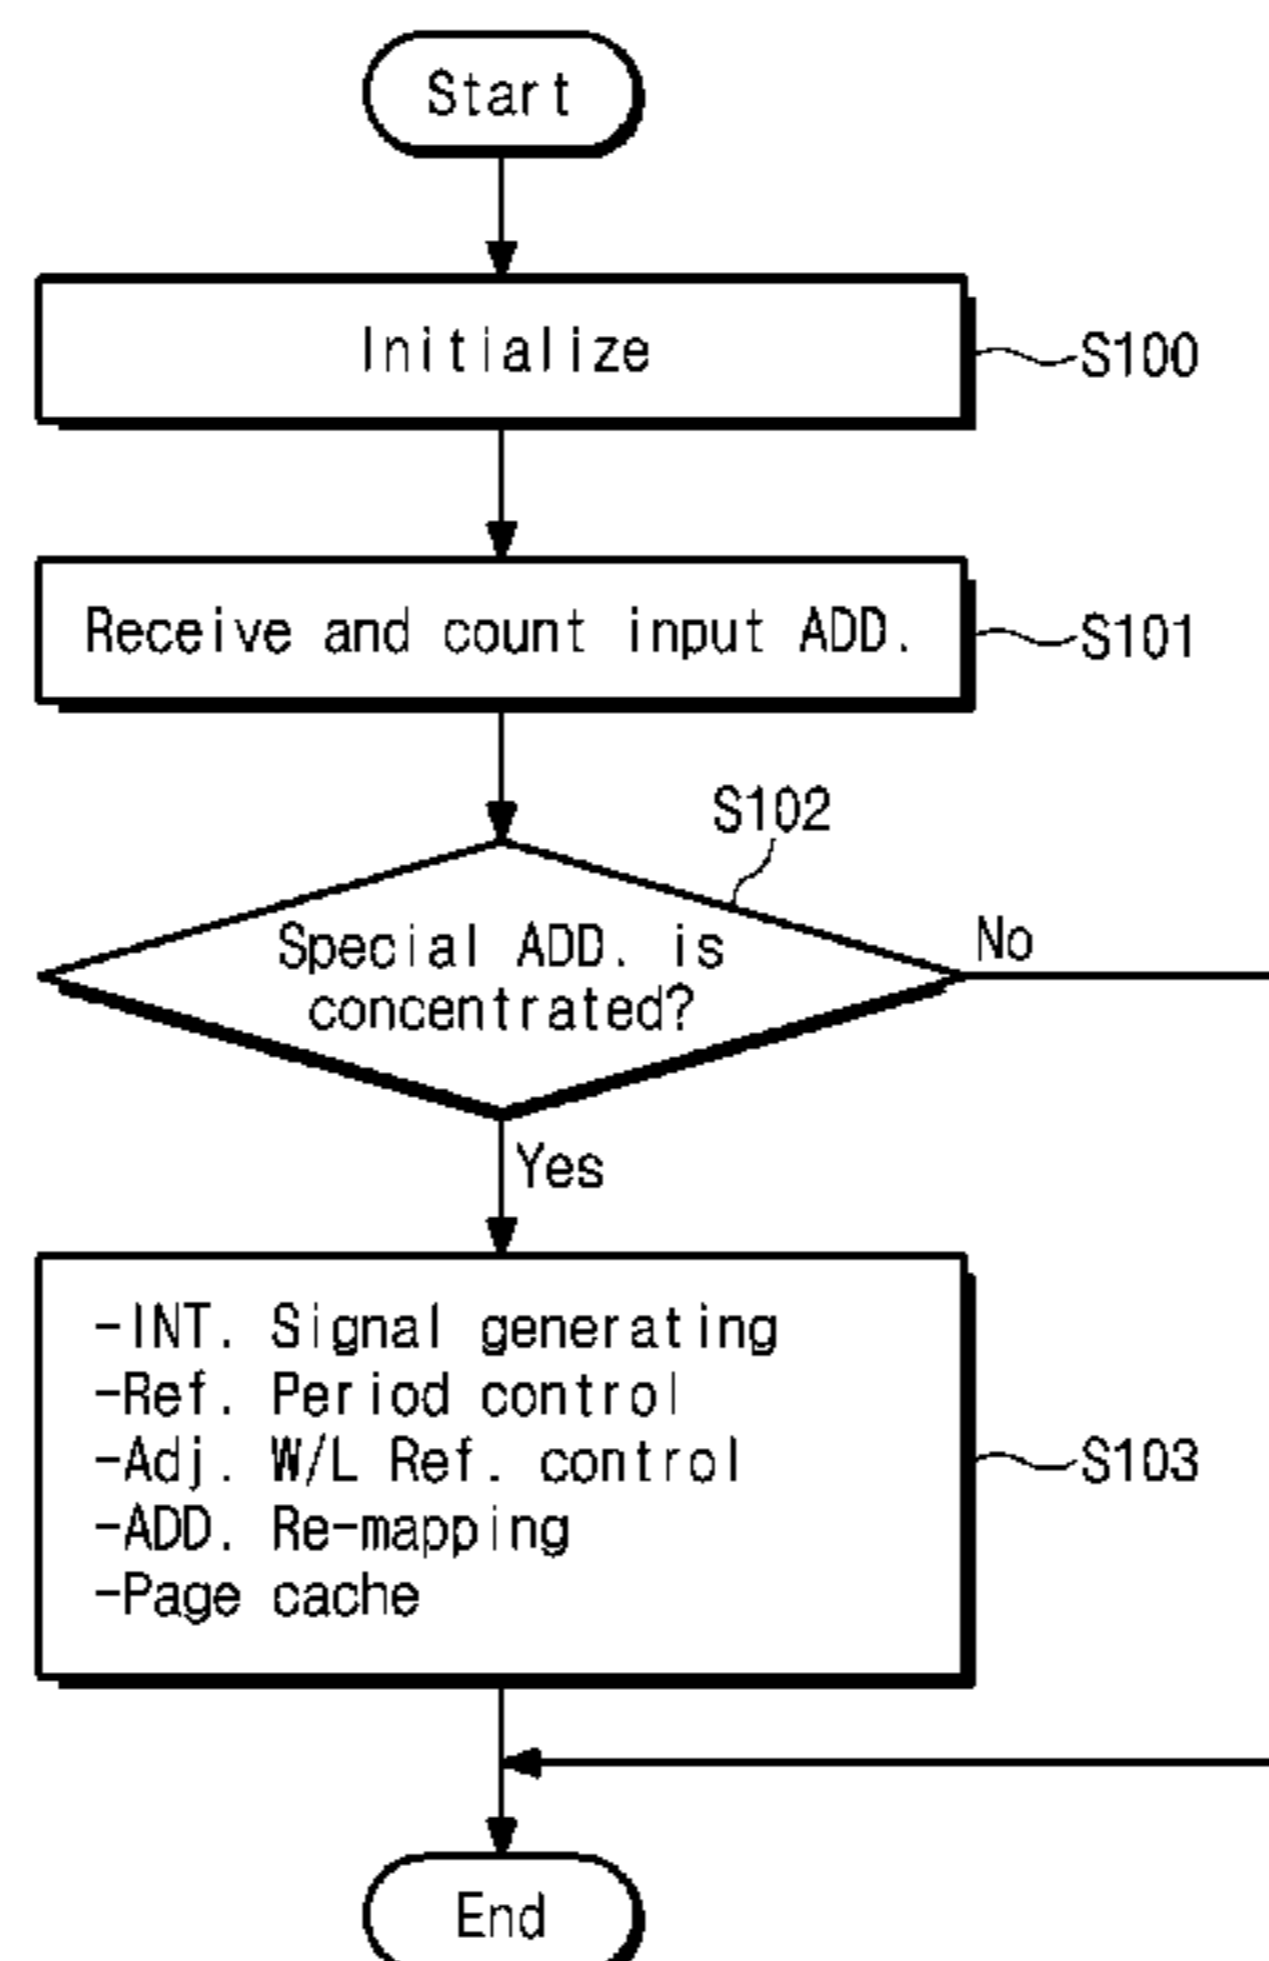 Start
Initialize
S100
Receive and count input ADD.
S101
S102
Special ADD. is
concentrated?
No
Yes
-INT. Signal generating
-Ref. Period control
-Adj. W/L Ref. control
-ADD. Re-mapping
-Page cache
S103
End